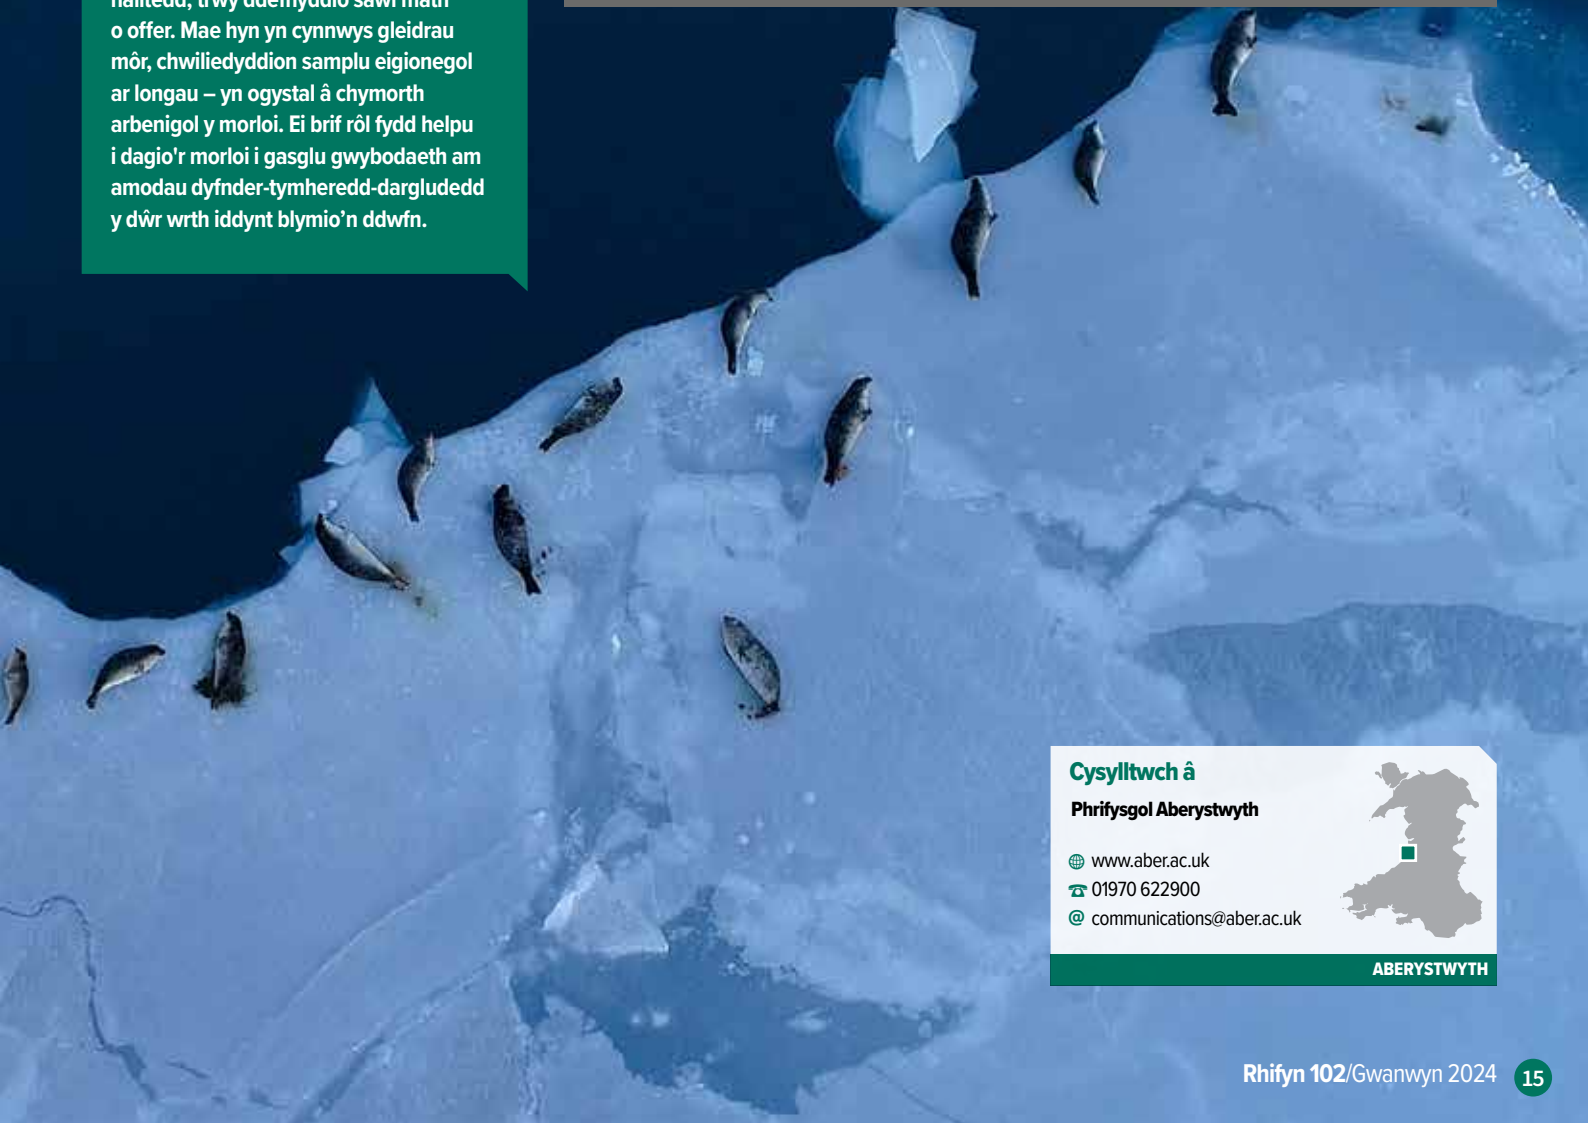 o offer. Mae hyn yn cynnwys gleidrau
môr, chwiliedyddion samplu eigionegol
ar longau – yn ogystal â chymorth
arbenigol y morloi. Ei brif rôl fydd helpu
i dagio'r morloi i gasglu gwybodaeth am
amodau dyfnder-tymheredd-dargludedd
y dŵr wrth iddynt blymio’n ddwfn.
Cysylltwch â
Phrifysgol Aberystwyth
www.aber.ac.uk
01970 622900
@ communications@aber.ac.uk
ABERYSTWYTH
Rhifyn 102/Gwanwyn 2024 15